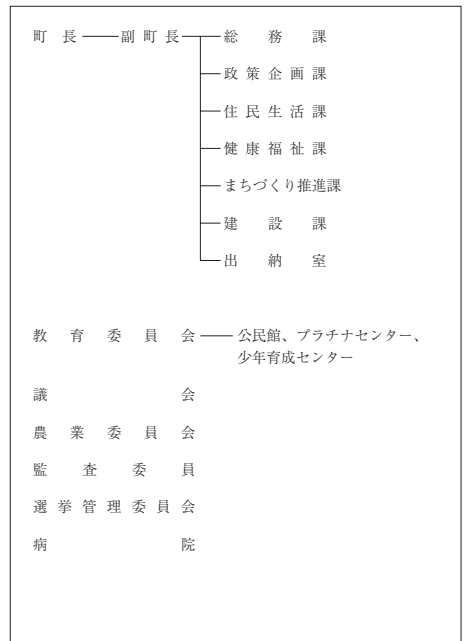 町長 副町長 総務課
政策企画課
住民生活課
健康福祉課
まちづくり推進課
建設課
出納室
教育委員会 公民館、プラチナセンター、
少年育成センター
議会
農業委員会
監査委員
選挙管理委員会
病院